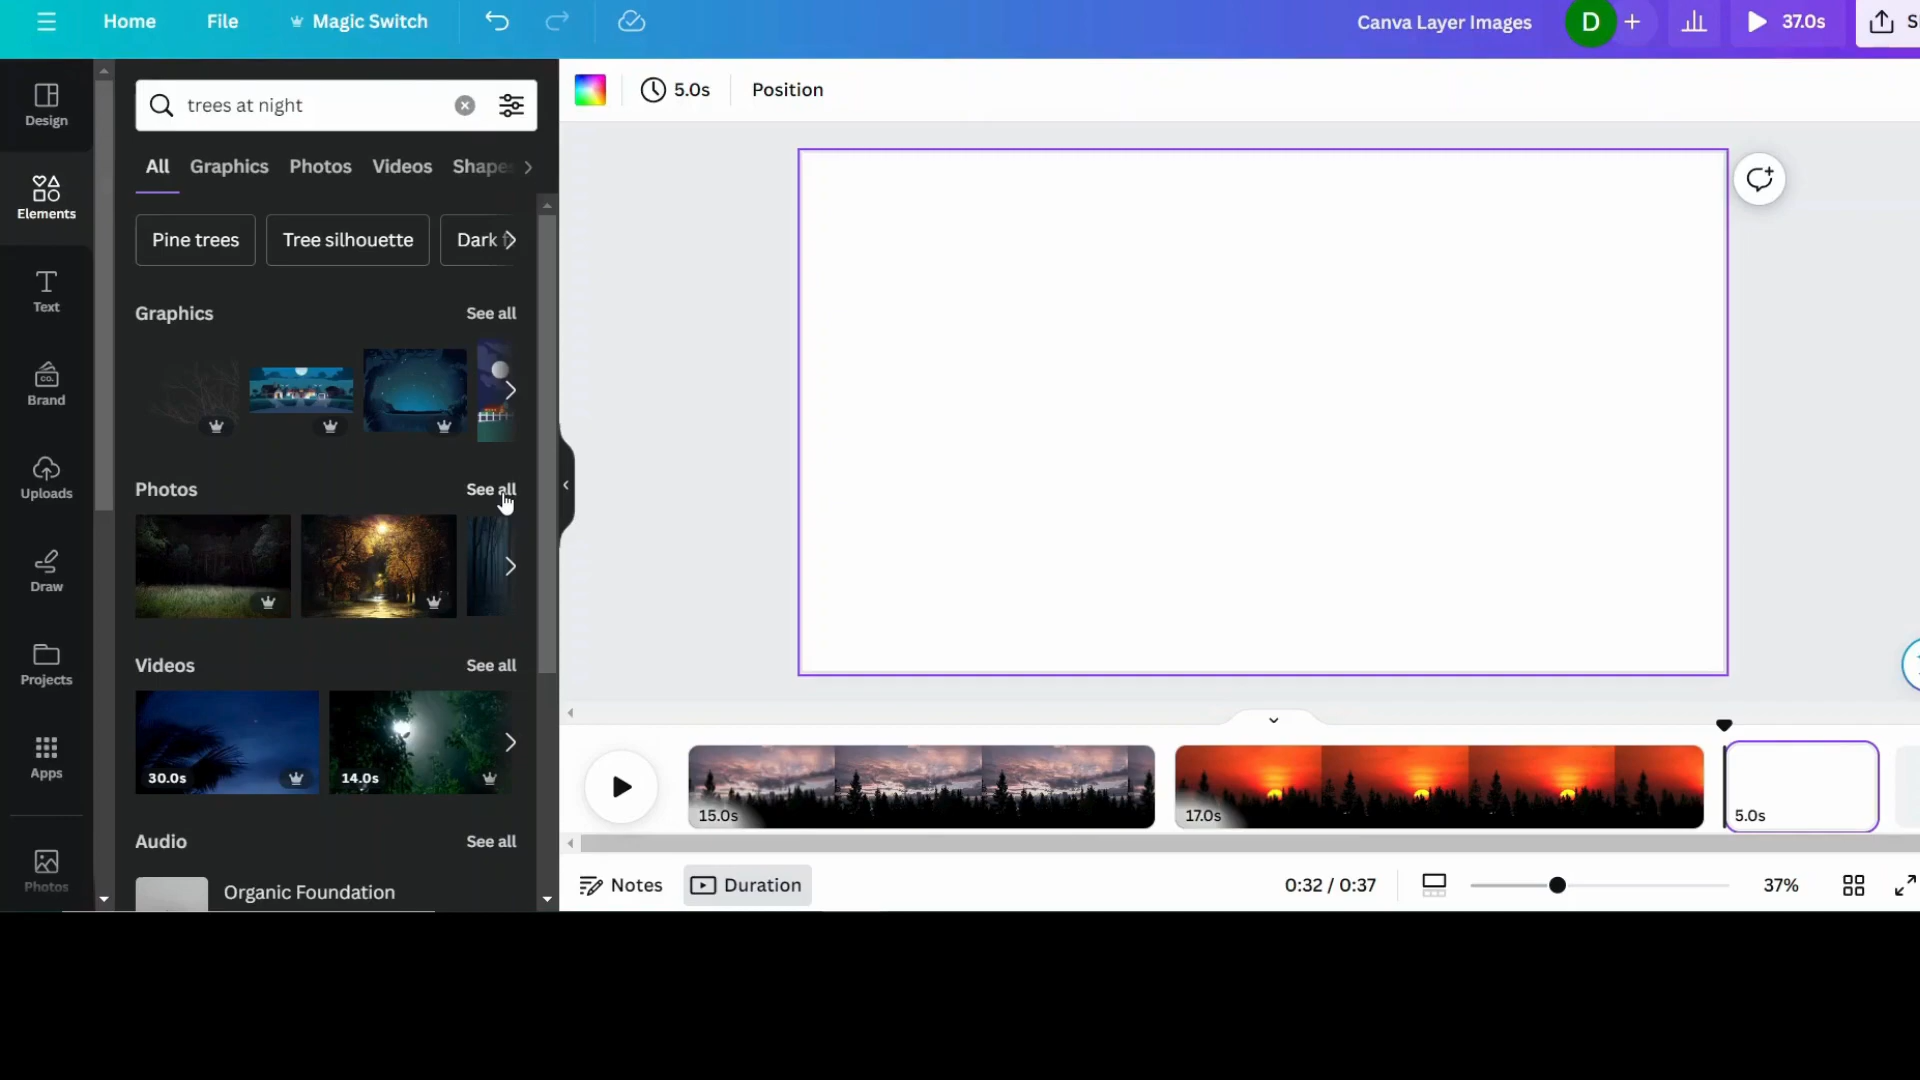 Home File Magic Switch Canva Layer Images D 37.0s
Design
Elements
Text
Brand
CO.
Uploads
Draw
Projects
Apps
Photos
trees at night
All Graphics Photos Videos Shapes
Pine trees Tree silhouette Dark
Graphics See all
Photos See all
Videos See all
30.0s 14.0s
Audio See all
Organic Foundation
5.0s Position
15.0s 17.0s 5.0s
Notes Duration 0:32 / 0:37 37%